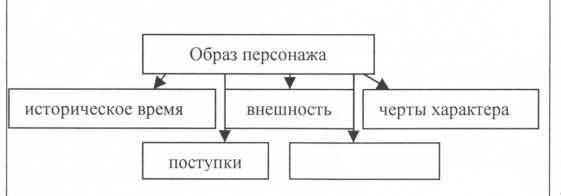 Образ персонажа
историческое время
внешность
черты характера
поступки